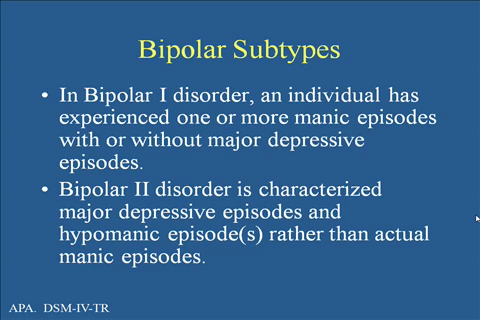 Bipolar Subtypes
• In Bipolar I disorder, an individual has
experienced one or more manic episodes
with or without major depressive
episodes.
• Bipolar II disorder is characterized
major depressive episodes and
hypomanic episode(s) rather than actual
manic episodes.
APA.  DSM-IV-TR